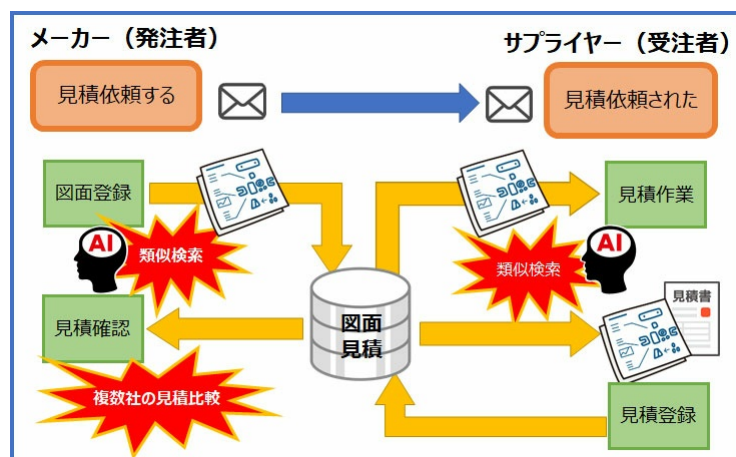 メーカー（発注者）
サプライヤー（受注者）
見積依頼する
見積依頼された
図面登録
見積作業
AI
類似検索
類似検索
AI
見積書
見積確認
図面
見積
複数社の見積比較
見積登録